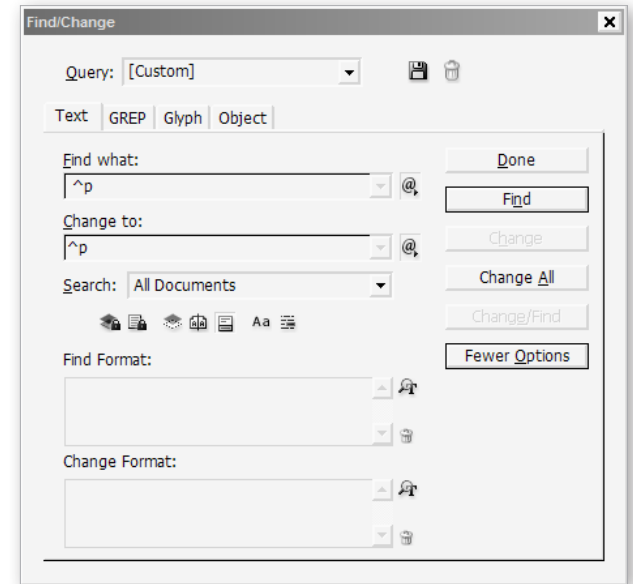 Find/Change
Query: [Custom]
Text GREP Glyph Object
Find what:
^p
Change to:
^p
Search: All Documents
Aa
Find Format:
Change Format:
Done
Find
Change
Change All
Change/Find
Fewer Options